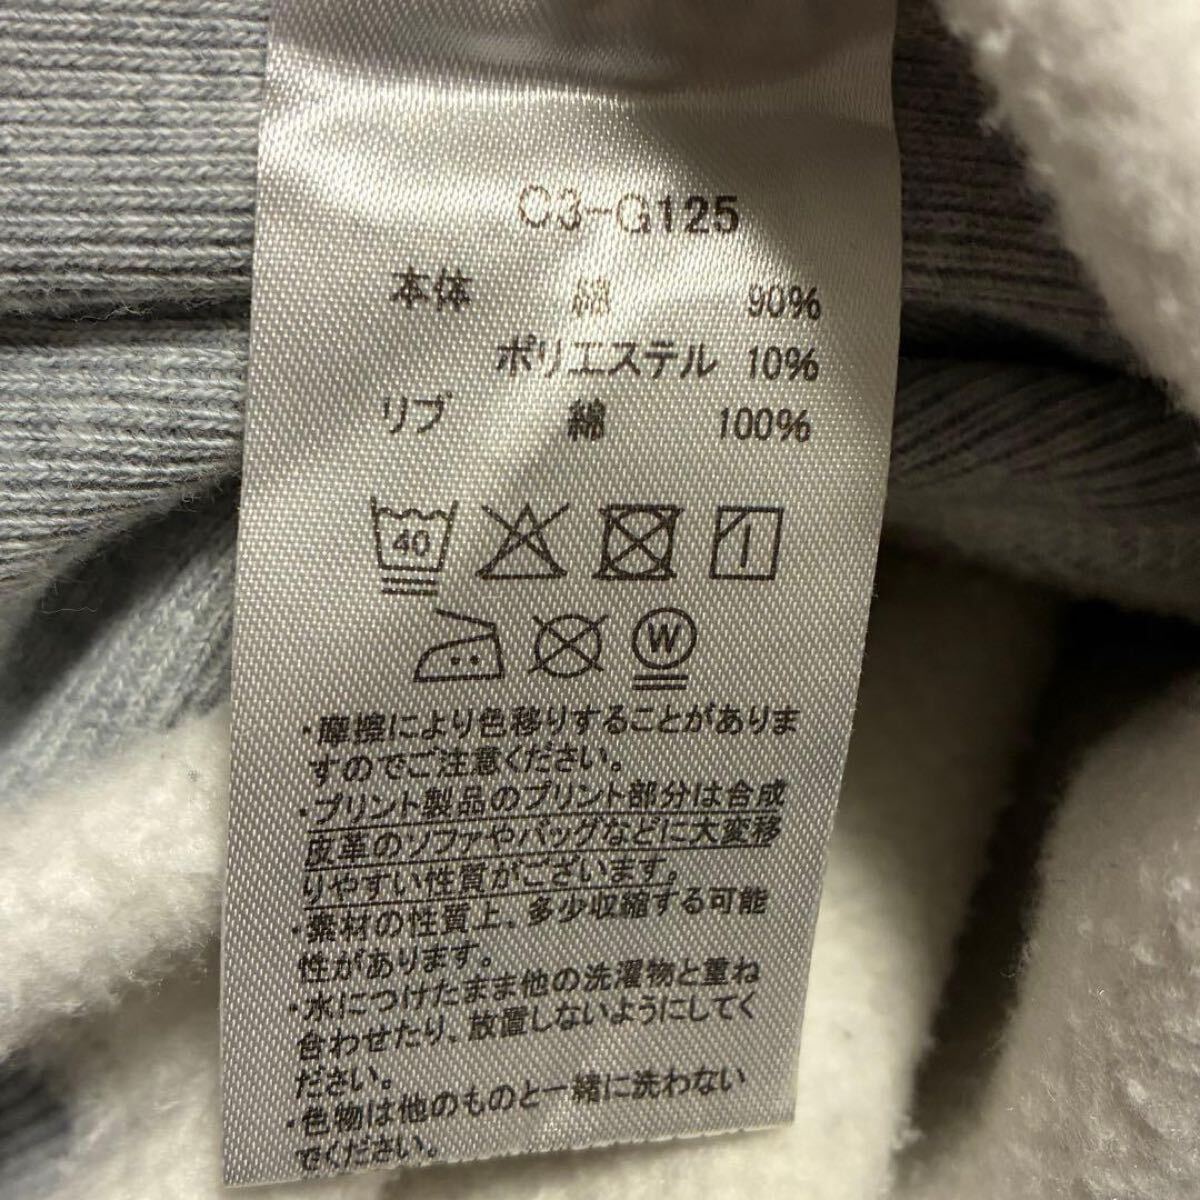 C3-G125
本体 綿 90%
ポリエステル 10%
リブ 綿 100%
40
W
・摩擦により色移りすることがありま
すのでご注意ください。
・プリント製品のプリント部分は合成
皮革のソファやバッグなどに大変移
りやすい性質がございます。
・素材の性質上、多少収縮する可能
性があります。
・水につけたまま他の洗濯物と重ね
合わせたり、放置しないようにしてく
ださい。
・色物は他のものと一緒に洗わない
でください。